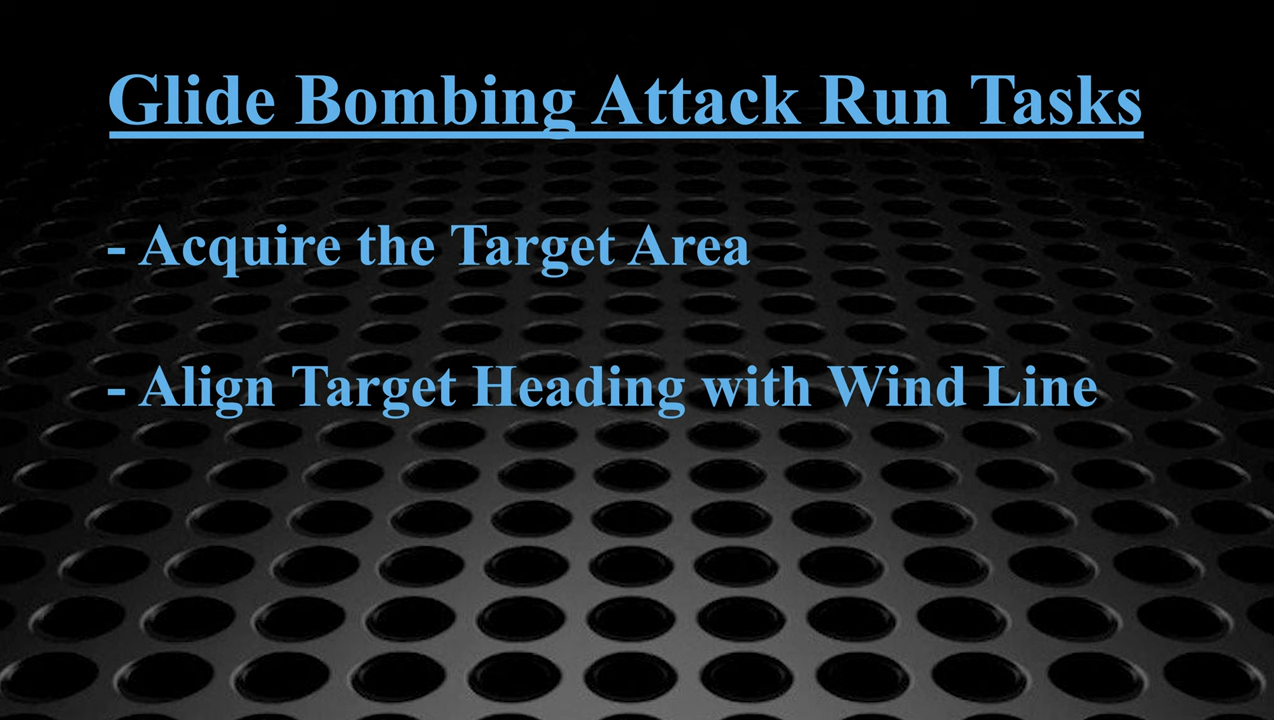 Glide Bombing Attack Run Tasks
- Acquire the Target Area
- Align Target Heading with Wind Line